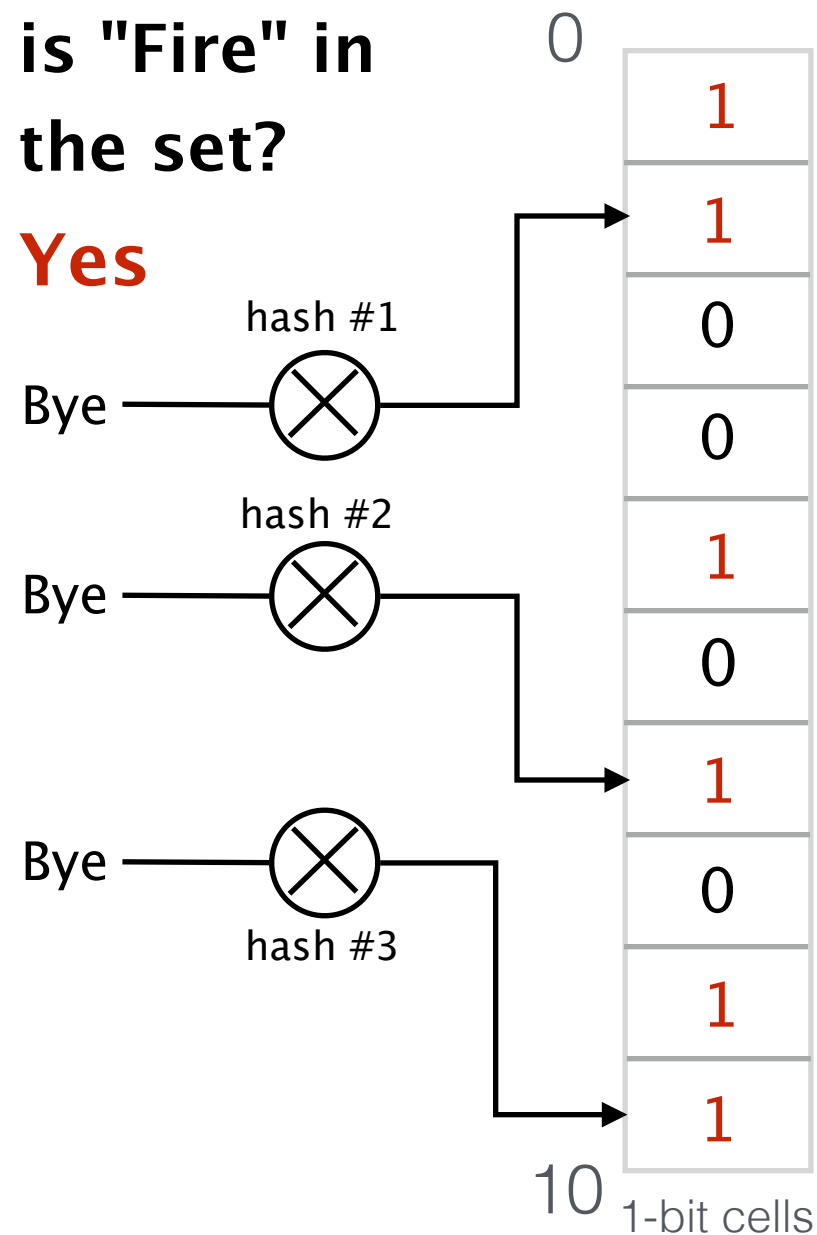 is "Fire" in
the set?
Yes
hash #1
Bye
hash #2
Bye
Bye
hash #3
0
1
1
0
0
1
0
1
0
1
1
10
1-bit cells